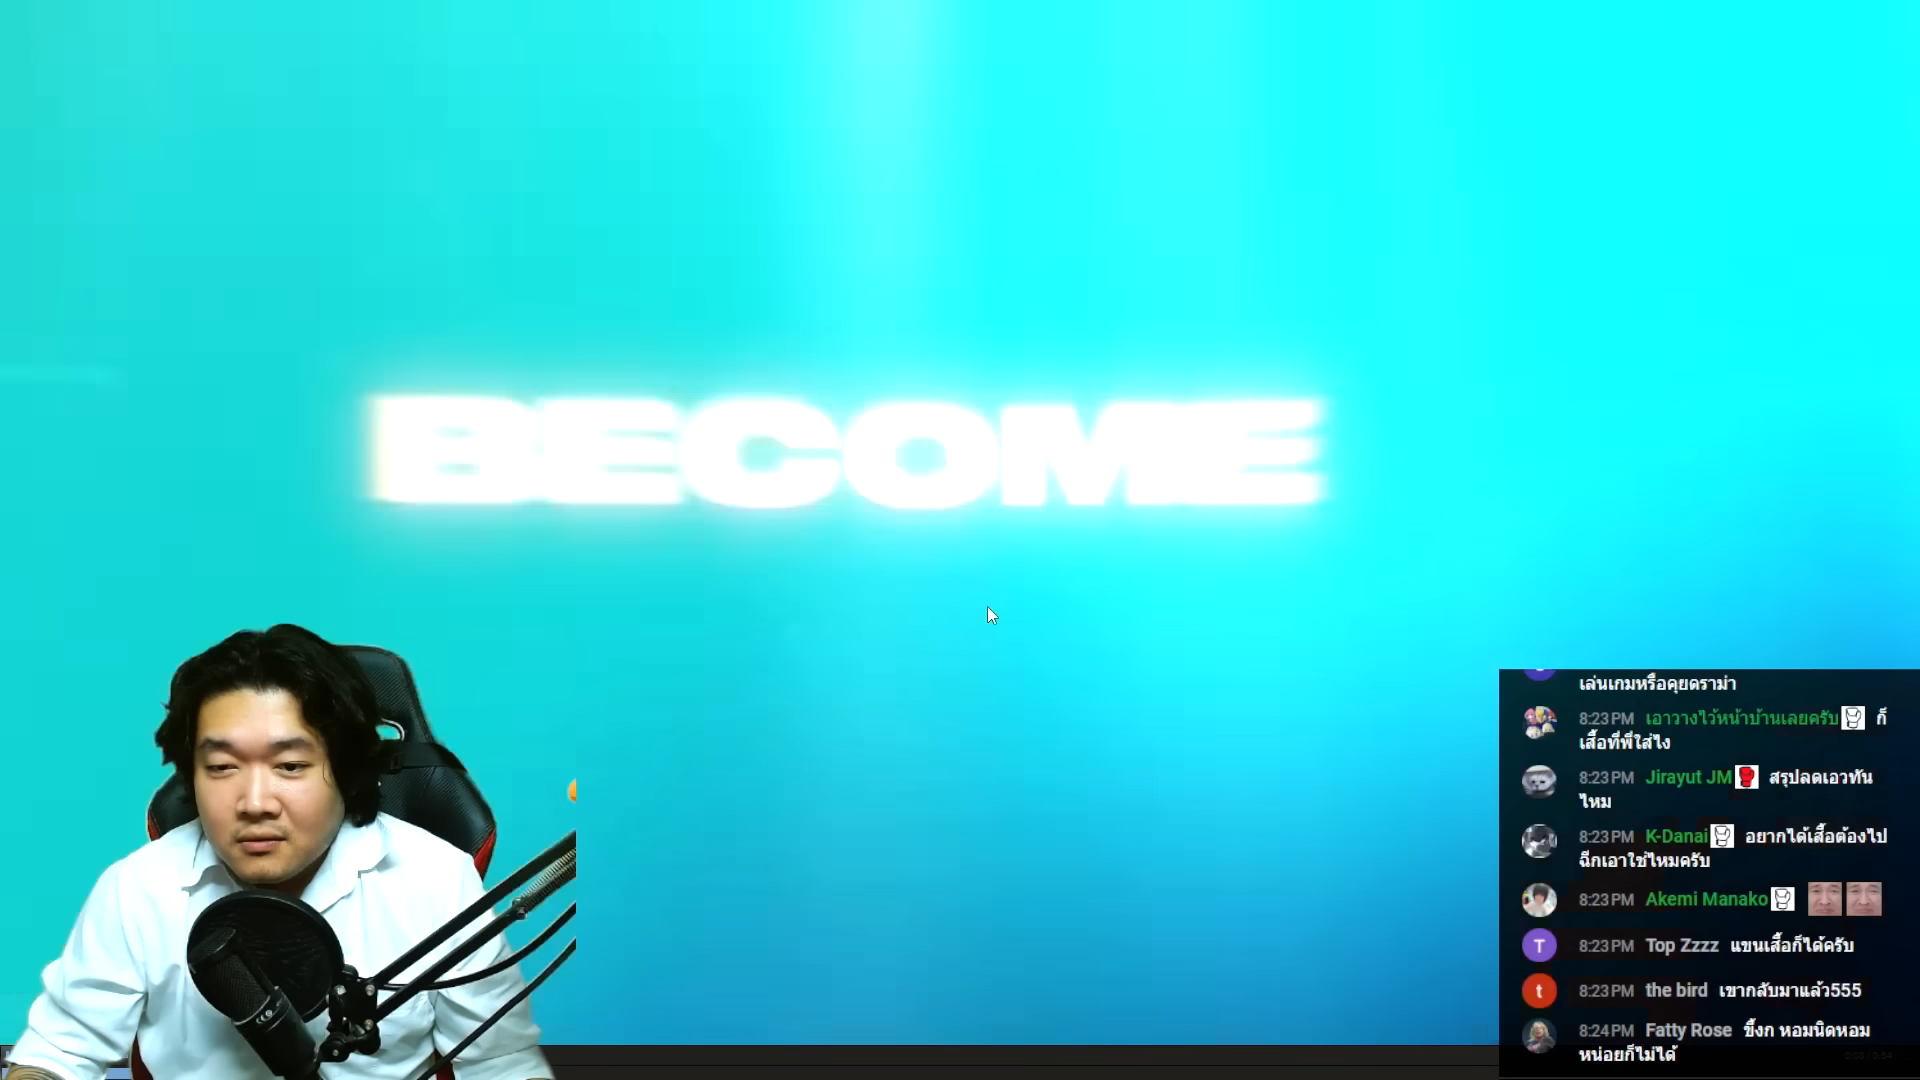 BECOME
เล่นเกมหรือคุยดราม่า
8:23 PM เอาวางไว้หน้าบ้านเลยครับ ก็
เสื้อที่พี่ใส่ไง
8:23 PM Jirayut JM สรุปลดเอวทัน
ไหม
8:23 PM K-Danai อยากได้เสื้อต้องไป
ฉีกเอาใช่ไหมครับ
8:23 PM Akemi Manako
T 8:23 PM Top Zzzz แขนเสื้อก็ได้ครับ
t 8:23 PM the bird เขากลับมาแล้ว555
8:24 PM Fatty Rose ขี้งก หอมนิดหอม
หน่อยก็ไม่ได้